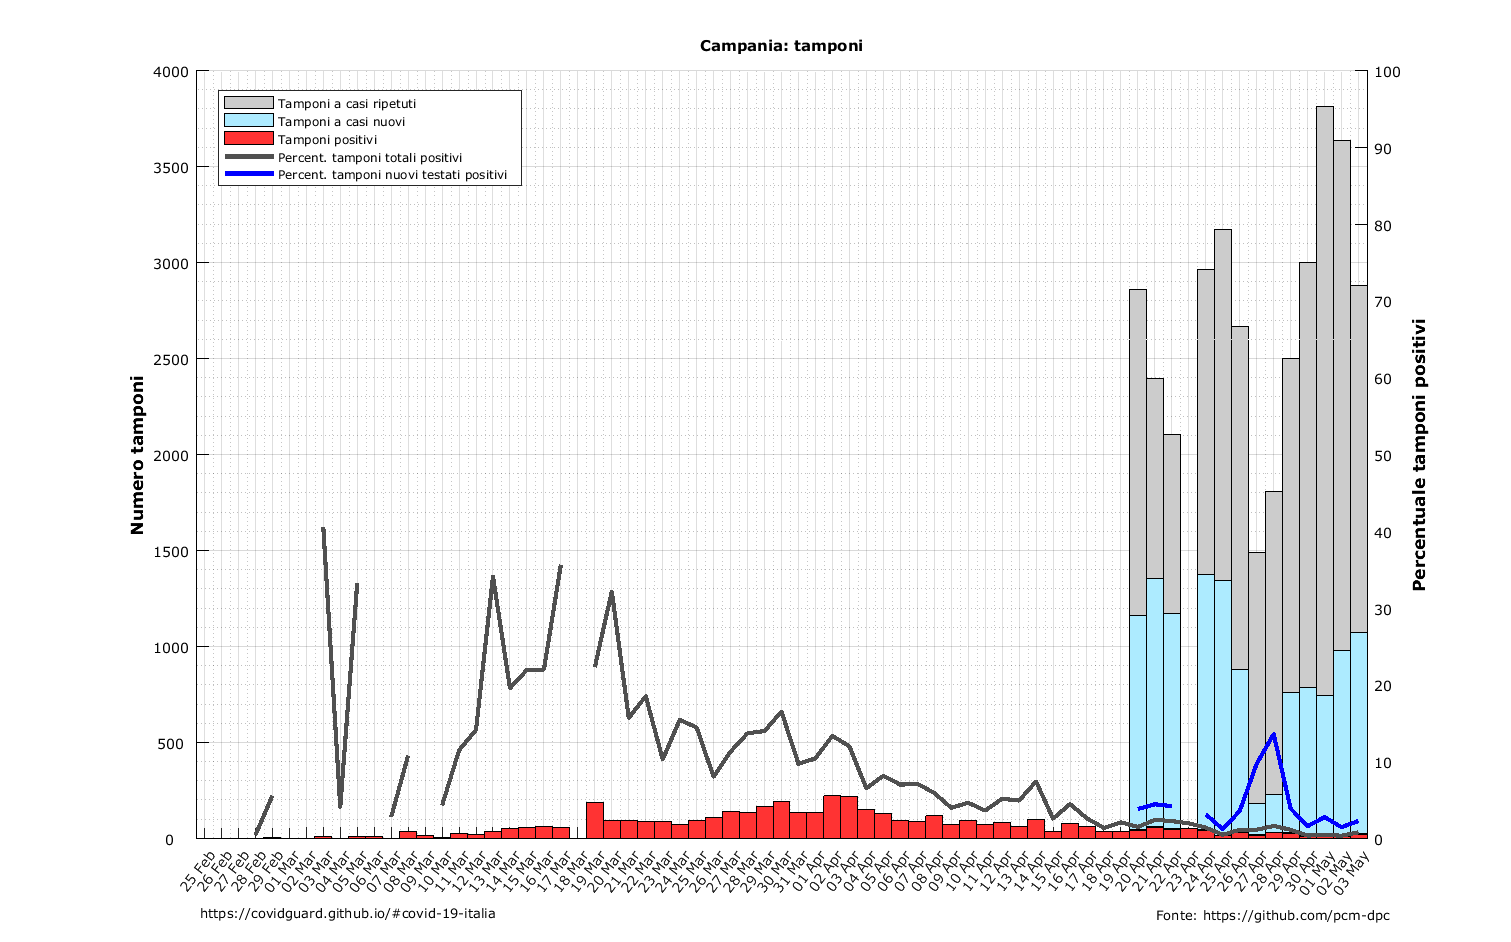 Campania: tamponi
Tamponi a casi ripetuti
Tamponi a casi nuovi
Tamponi positivi
Percent. tamponi totali positivi
Percent. tamponi nuovi testati positivi
Numero tamponi
4000
3500
3000
2500
2000
1500
1000
500
0
Percentuale tamponi positivi
100
90
80
70
60
50
40
30
20
10
0
25 Feb
26 Feb
27 Feb
28 Feb
29 Feb
01 Mar
02 Mar
03 Mar
04 Mar
05 Mar
06 Mar
07 Mar
08 Mar
09 Mar
10 Mar
11 Mar
12 Mar
13 Mar
14 Mar
15 Mar
16 Mar
17 Mar
18 Mar
19 Mar
20 Mar
21 Mar
22 Mar
23 Mar
24 Mar
25 Mar
26 Mar
27 Mar
28 Mar
29 Mar
30 Mar
31 Mar
01 Apr
02 Apr
03 Apr
04 Apr
05 Apr
06 Apr
07 Apr
08 Apr
09 Apr
10 Apr
11 Apr
12 Apr
13 Apr
14 Apr
15 Apr
16 Apr
17 Apr
18 Apr
19 Apr
20 Apr
21 Apr
22 Apr
23 Apr
24 Apr
25 Apr
26 Apr
27 Apr
28 Apr
29 Apr
30 Apr
01 May
02 May
03 May
https://covidguard.github.io/#covid-19-italia
Fonte: https://github.com/pcm-dpc